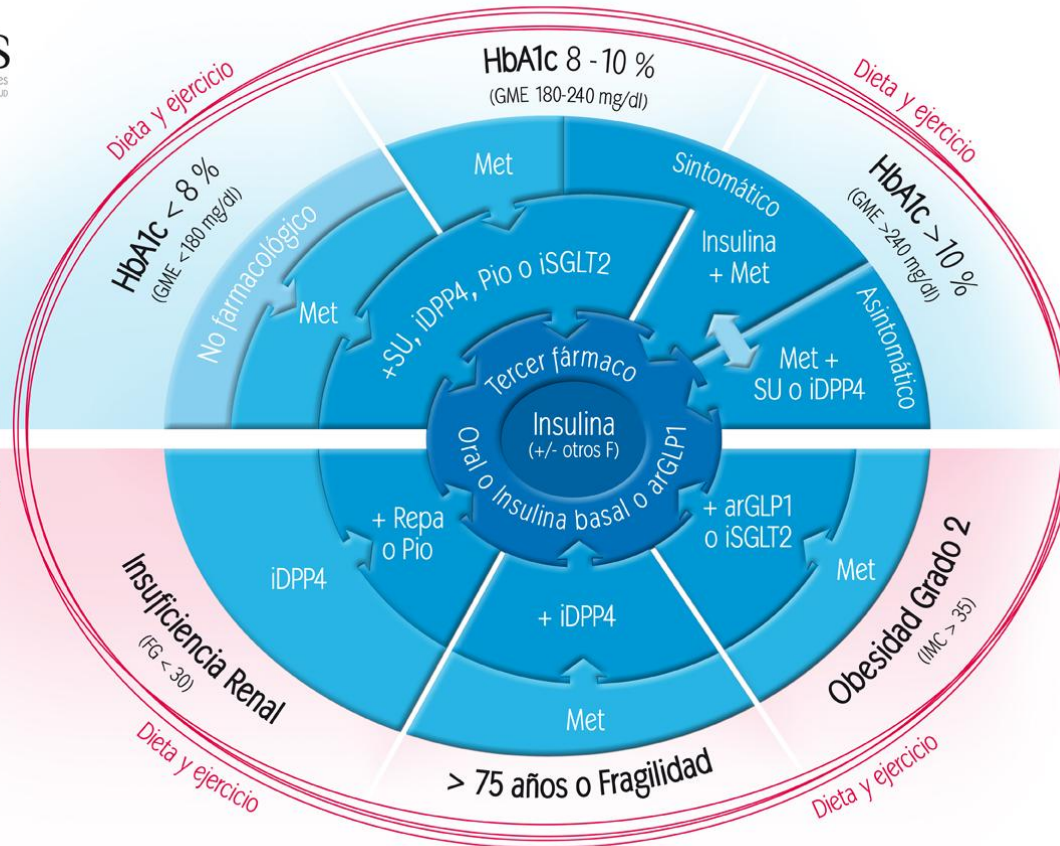 S
es
UD
Dieta y ejercicio
HbA1c 8 - 10 %
(GME 180-240 mg/dl)
Dieta y ejercicio
HbA1c < 8 %
(GME <180 mg/dl)
HbA1c > 10 %
(GME >240 mg/dl)
No farmacológico
Met
Met
+SU, iDPP4, Pio o iSGLT2
Sintomático
Insulina
+ Met
Asintomático
Met +
SU o iDPP4
Tercer fármaco
Insulina
(+/- otros F)
Oral o Insulina basal o arGLP1
iDPP4
+ Repa
o Pio
+ iDPP4
Met
+ arGLP1
o iSGLT2
Met
Insuficiencia Renal
(FG < 30)
> 75 años o Fragilidad
Obesidad Grado 2
(IMC > 35)
Dieta y ejercicio
Dieta y ejercicio